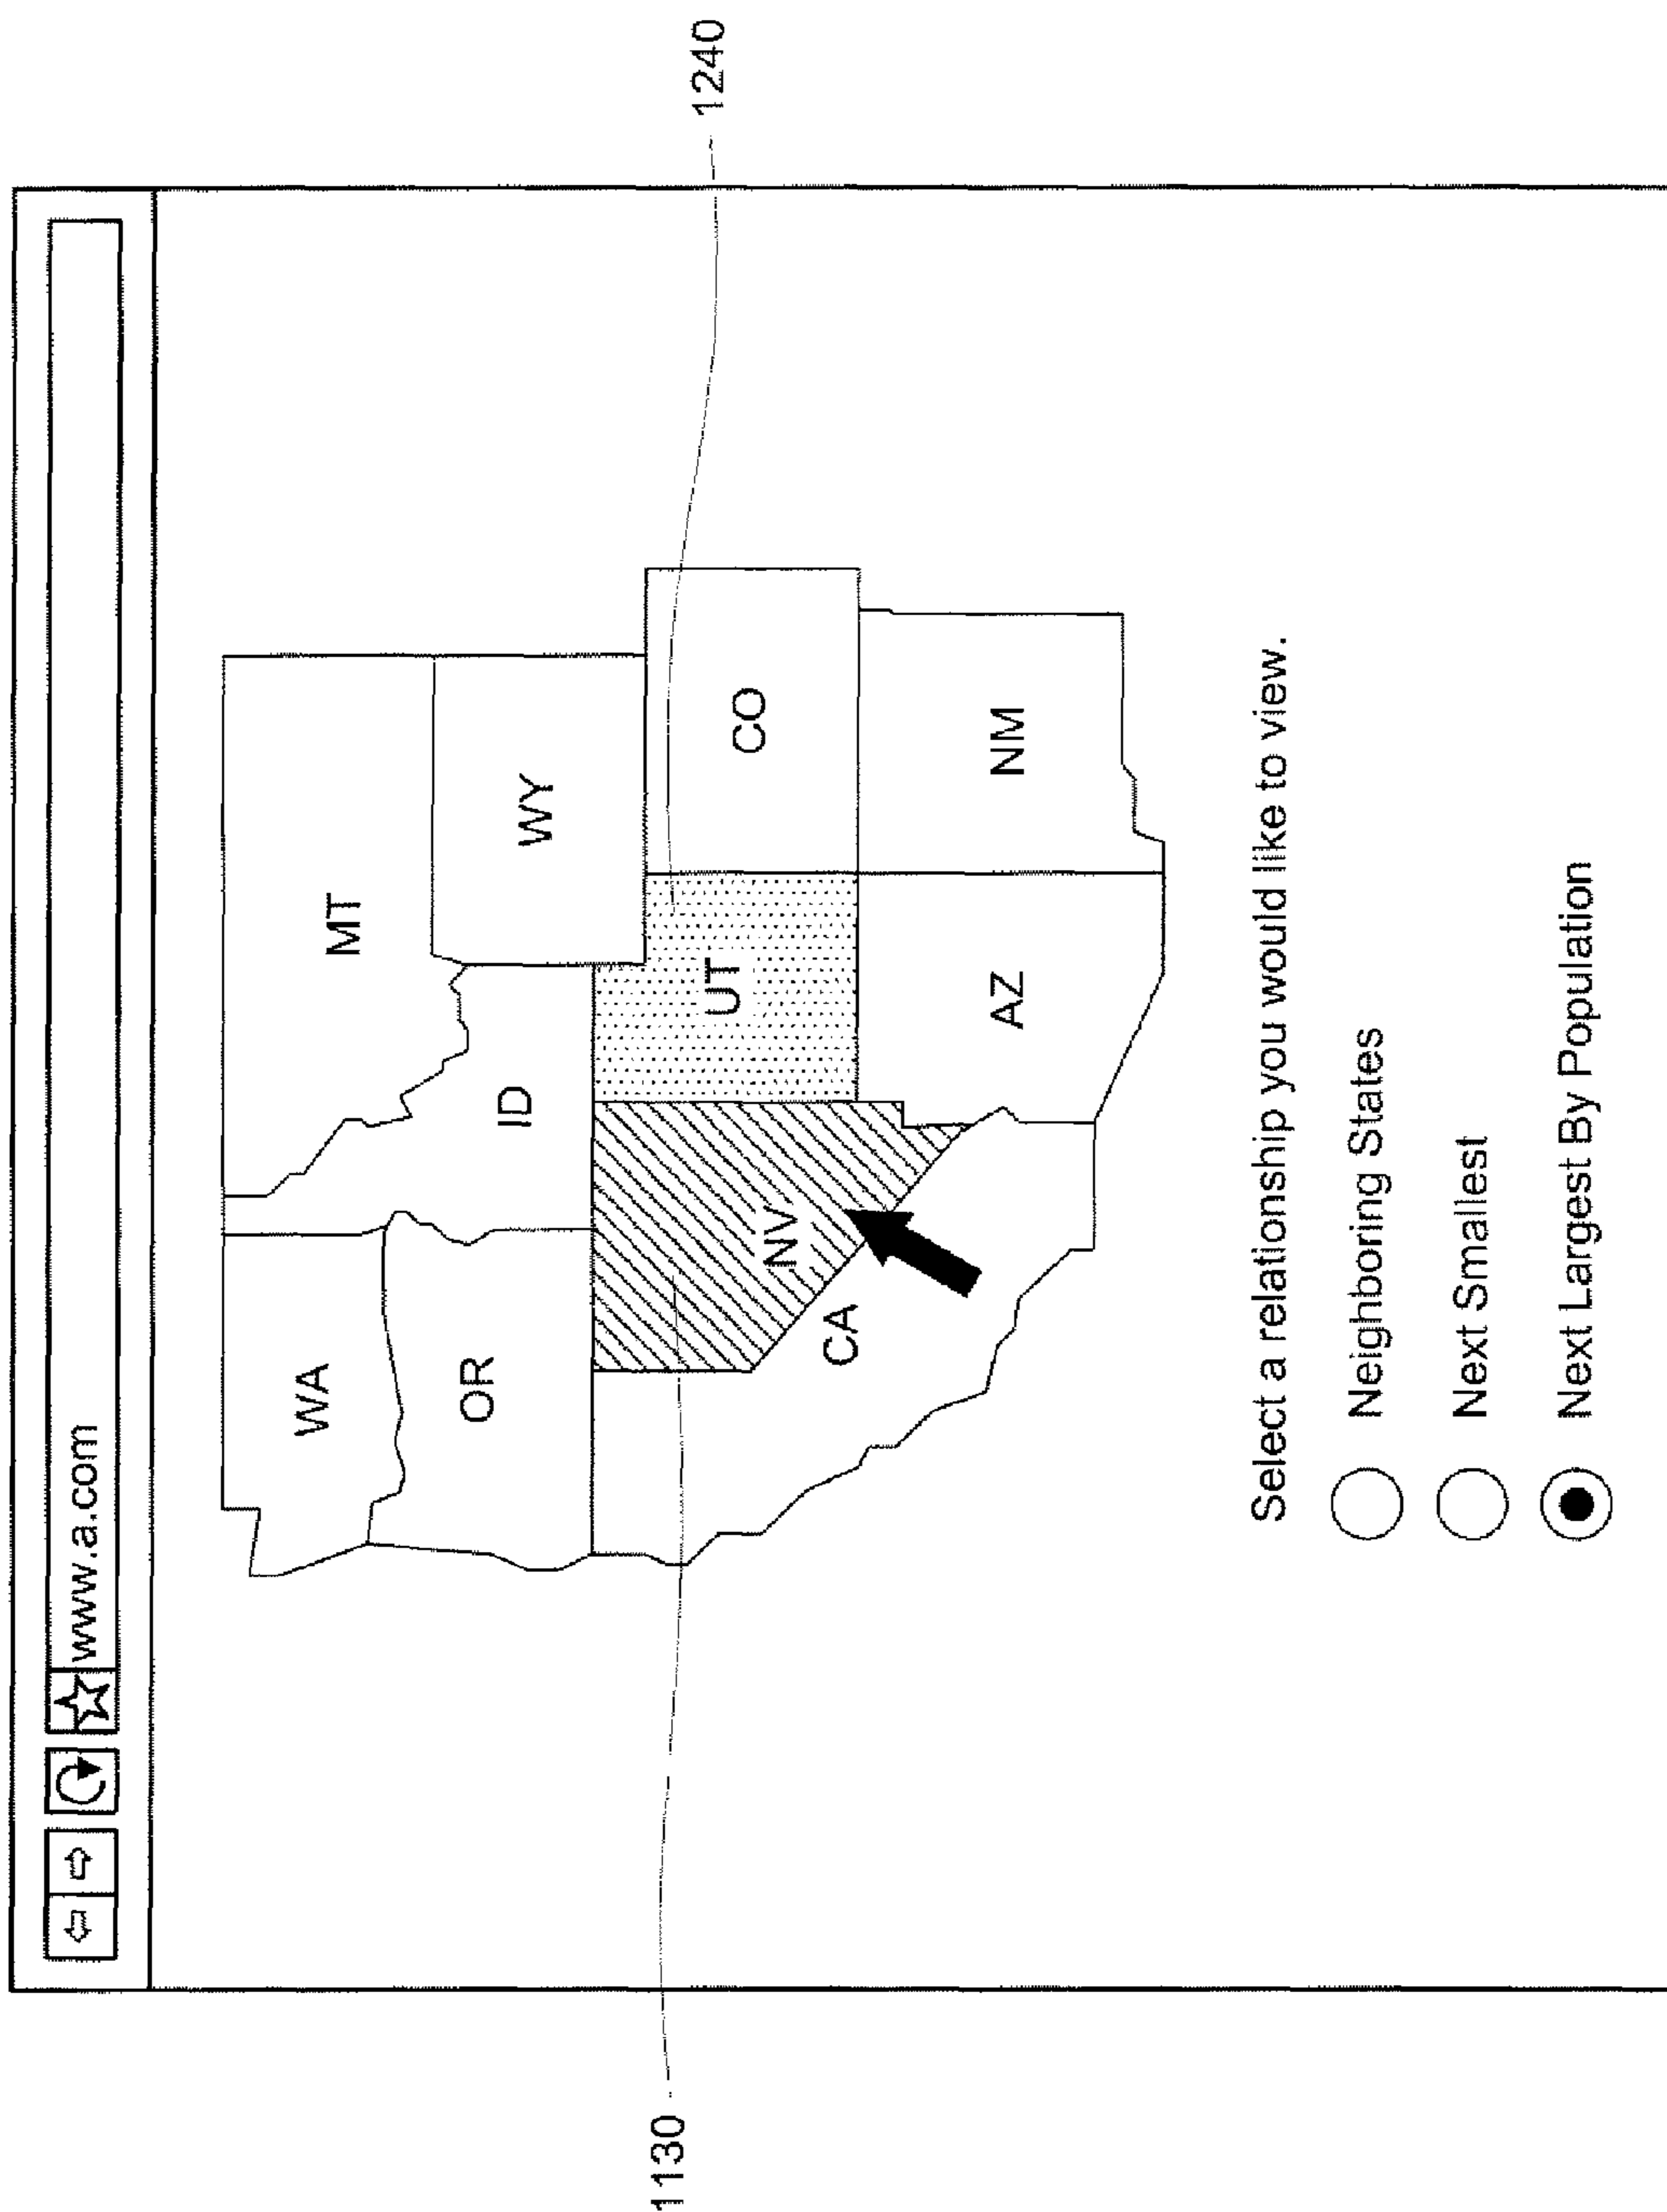 www.a.com
MT
WA
WY
ID
OR
UT
CO
NV
CA
AZ
NM
1130
1240
Select a relationship you would like to view.
Neighboring States
Next Smallest
Next Largest By Population